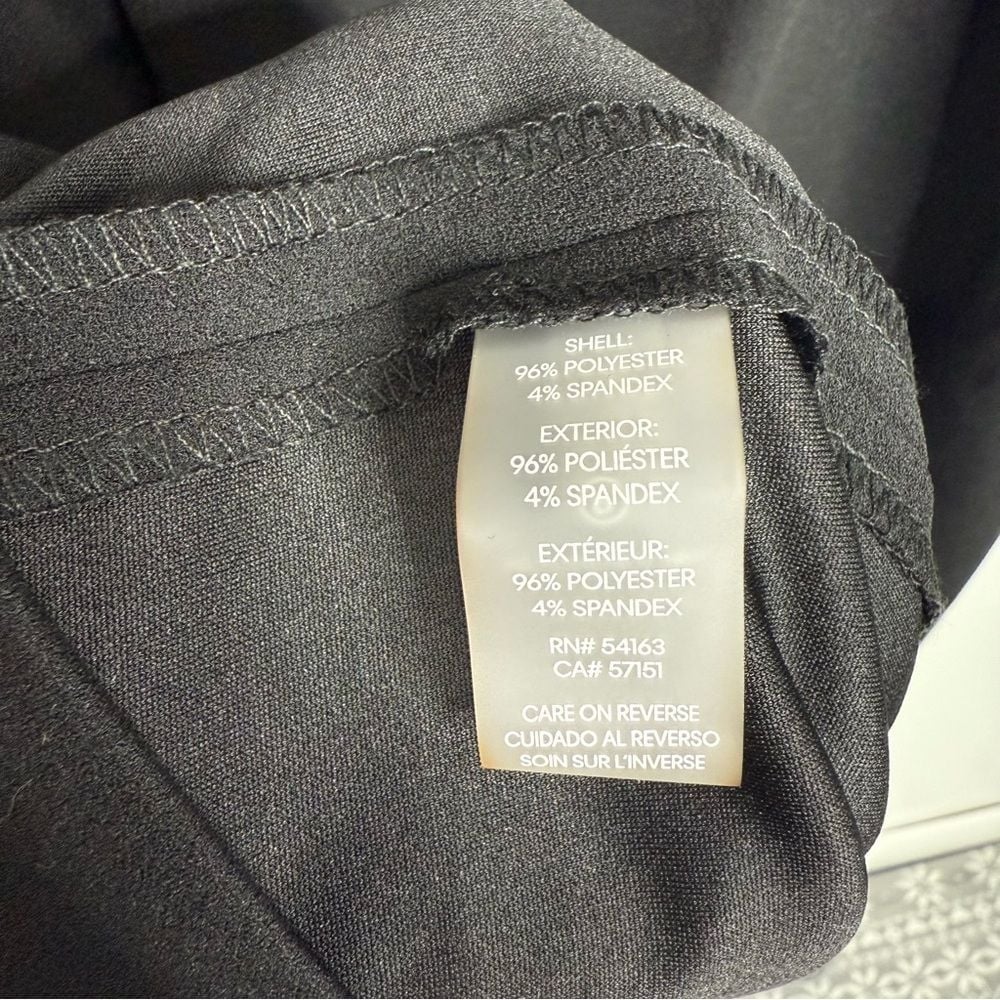 SHELL:
96% POLYESTER
4% SPANDEX
EXTERIOR:
96% POLIÉSTER
4% SPANDEX
EXTÉRIEUR:
96% POLYESTER
4% SPANDEX
RN# 54163
CA# 57151
CARE ON REVERSE
CUIDADO AL REVERSO
SOIN SUR L'INVERSE